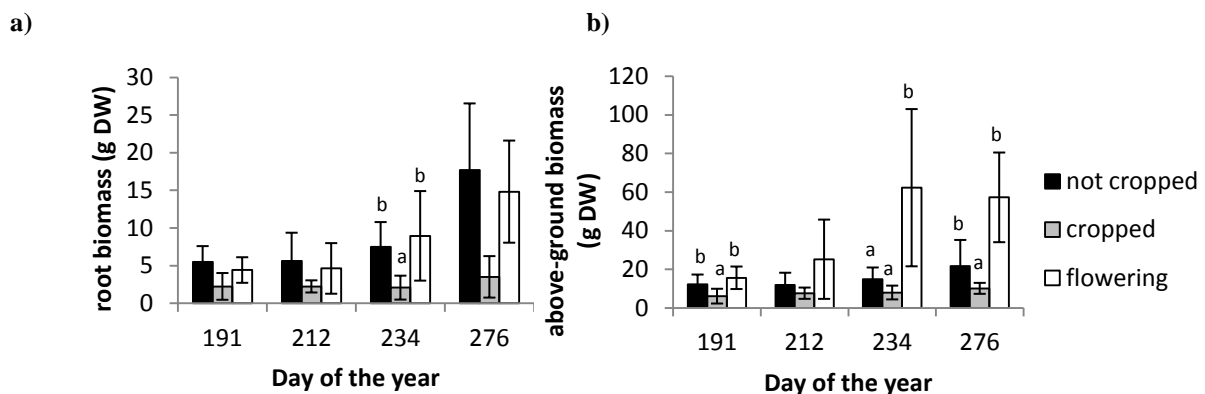 a)
root biomass (g DW)
30
25
20
15
10
5
0
b b
a
191 212 234 276
Day of the year
b)
above-ground biomass
(g DW)
120
100
80
60
40
20
0
b
b
b
b b a
a a a
191 212 234 276
Day of the year
not cropped
cropped
flowering